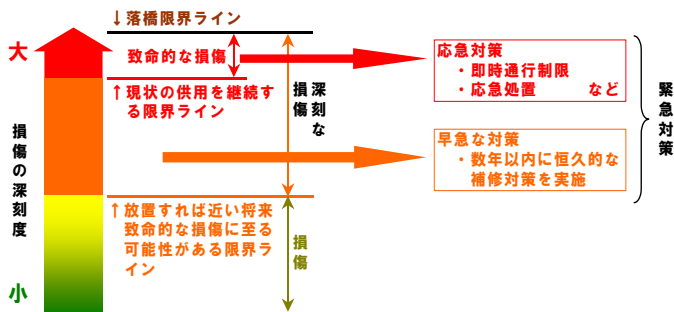 ↓落橋限界ライン
大
致命的な損傷
↑現状の供用を継続す
る限界ライン
深刻な
損傷
応急対策
・即時通行制限
・応急処置 など
緊急対策
早急な対策
・数年以内に恒久的な
補修対策を実施
損傷の深刻度
↑放置すれば近い将来
致命的な損傷に至る
可能性がある限界ラ
イン
損傷
小